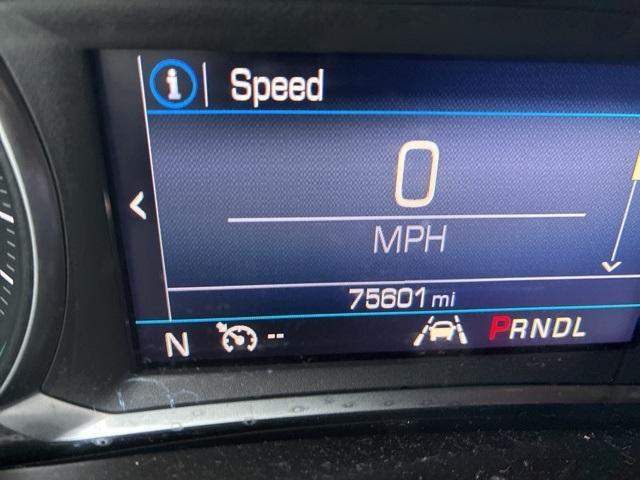 i Speed
0
MPH
75601 mi
N -- PRNDL